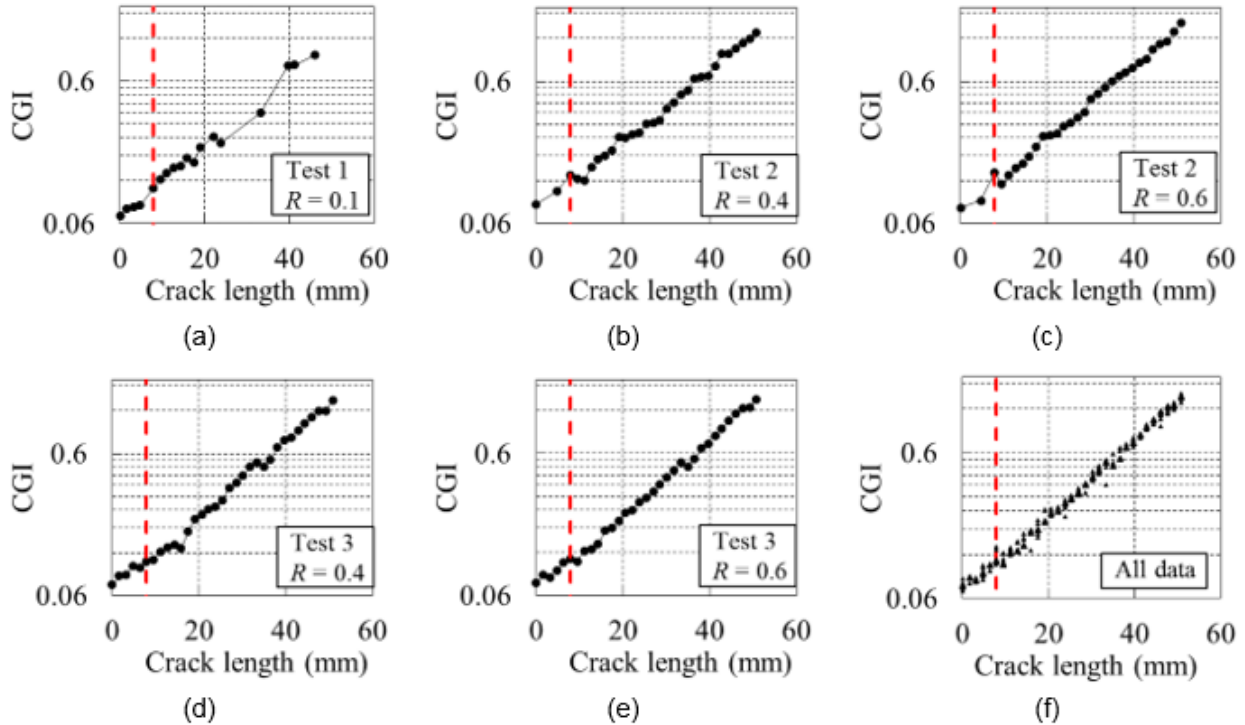 CGI
0.6
0.06
Test 1
R = 0.1
0 20 40 60
Crack length (mm)
(a)
CGI
0.6
0.06
Test 2
R = 0.4
0 20 40 60
Crack length (mm)
(b)
CGI
0.6
0.06
Test 2
R = 0.6
0 20 40 60
Crack length (mm)
(c)
CGI
0.6
0.06
Test 3
R = 0.4
0 20 40 60
Crack length (mm)
(d)
CGI
0.6
0.06
Test 3
R = 0.6
0 20 40 60
Crack length (mm)
(e)
CGI
0.6
0.06
All data
0 20 40 60
Crack length (mm)
(f)